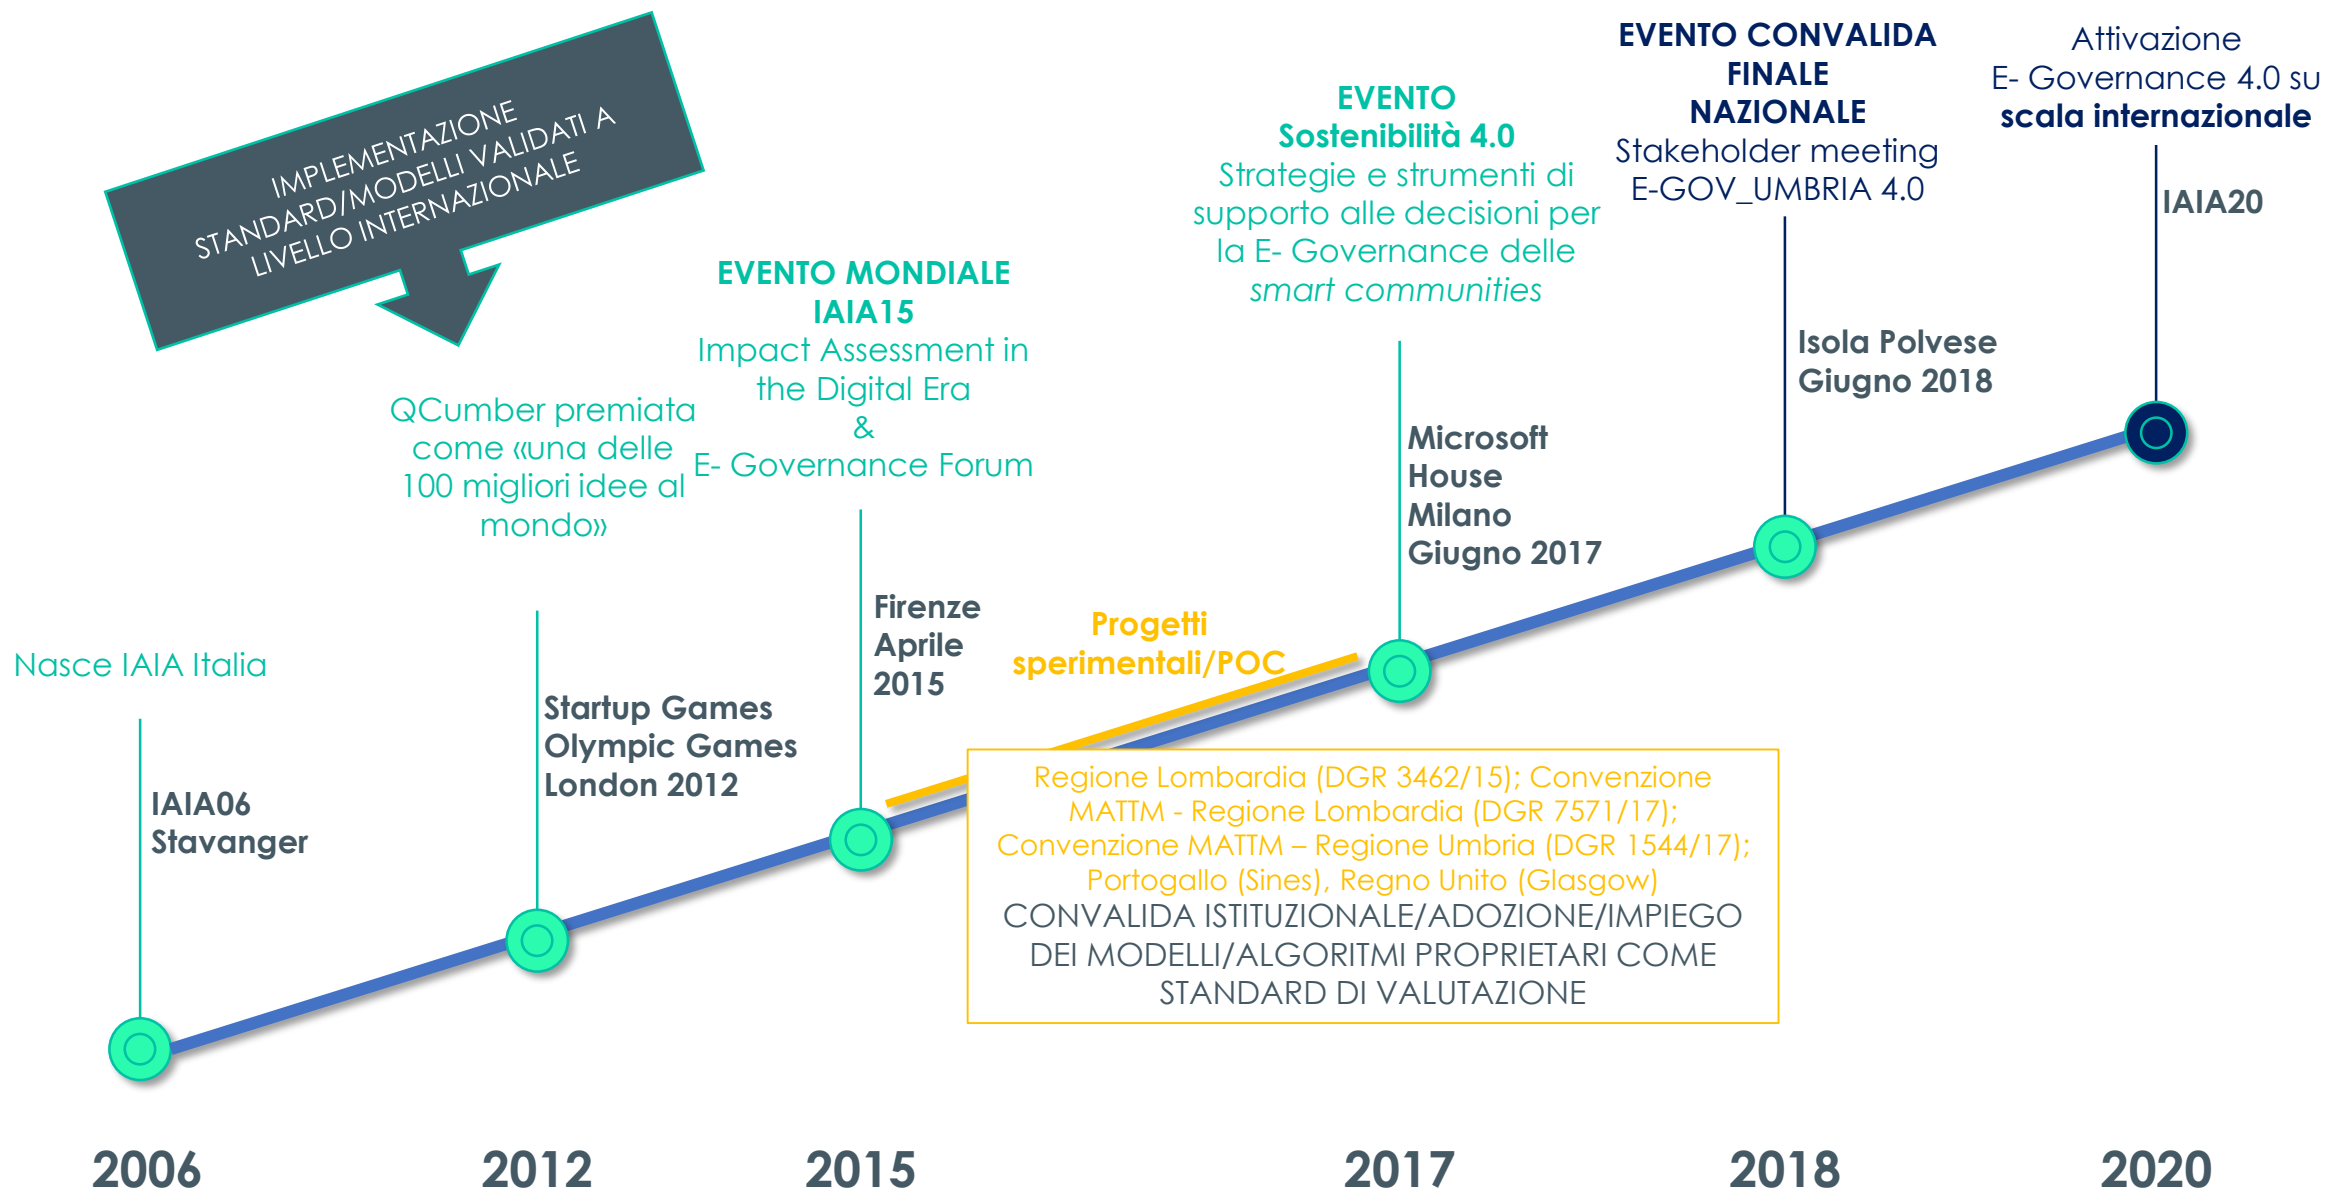 IMPLEMENTAZIONE
STANDARD/MODELLI VALIDATI A
LIVELLO INTERNAZIONALE
Nasce IAIA Italia
IAIA06
Stavanger
QCumber premiata
come «una delle
100 migliori idee al
mondo»
Startup Games
Olympic Games
London 2012
EVENTO MONDIALE
IAIA15
Impact Assessment in
the Digital Era
&
E- Governance Forum
Firenze
Aprile
2015
Progetti
sperimentali/POC
EVENTO
Sostenibilità 4.0
Strategie e strumenti di
supporto alle decisioni per
la E- Governance delle
smart communities
Microsoft
House
Milano
Giugno 2017
EVENTO CONVALIDA
FINALE
NAZIONALE
Stakeholder meeting
E-GOV_UMBRIA 4.0
Isola Polvese
Giugno 2018
Attivazione
E- Governance 4.0 su
scala internazionale
IAIA20
Regione Lombardia (DGR 3462/15); Convenzione
MATTM - Regione Lombardia (DGR 7571/17);
Convenzione MATTM – Regione Umbria (DGR 1544/17);
Portogallo (Sines), Regno Unito (Glasgow)
CONVALIDA ISTITUZIONALE/ADOZIONE/IMPIEGO
DEI MODELLI/ALGORITMI PROPRIETARI COME
STANDARD DI VALUTAZIONE
2006
2012
2015
2017
2018
2020